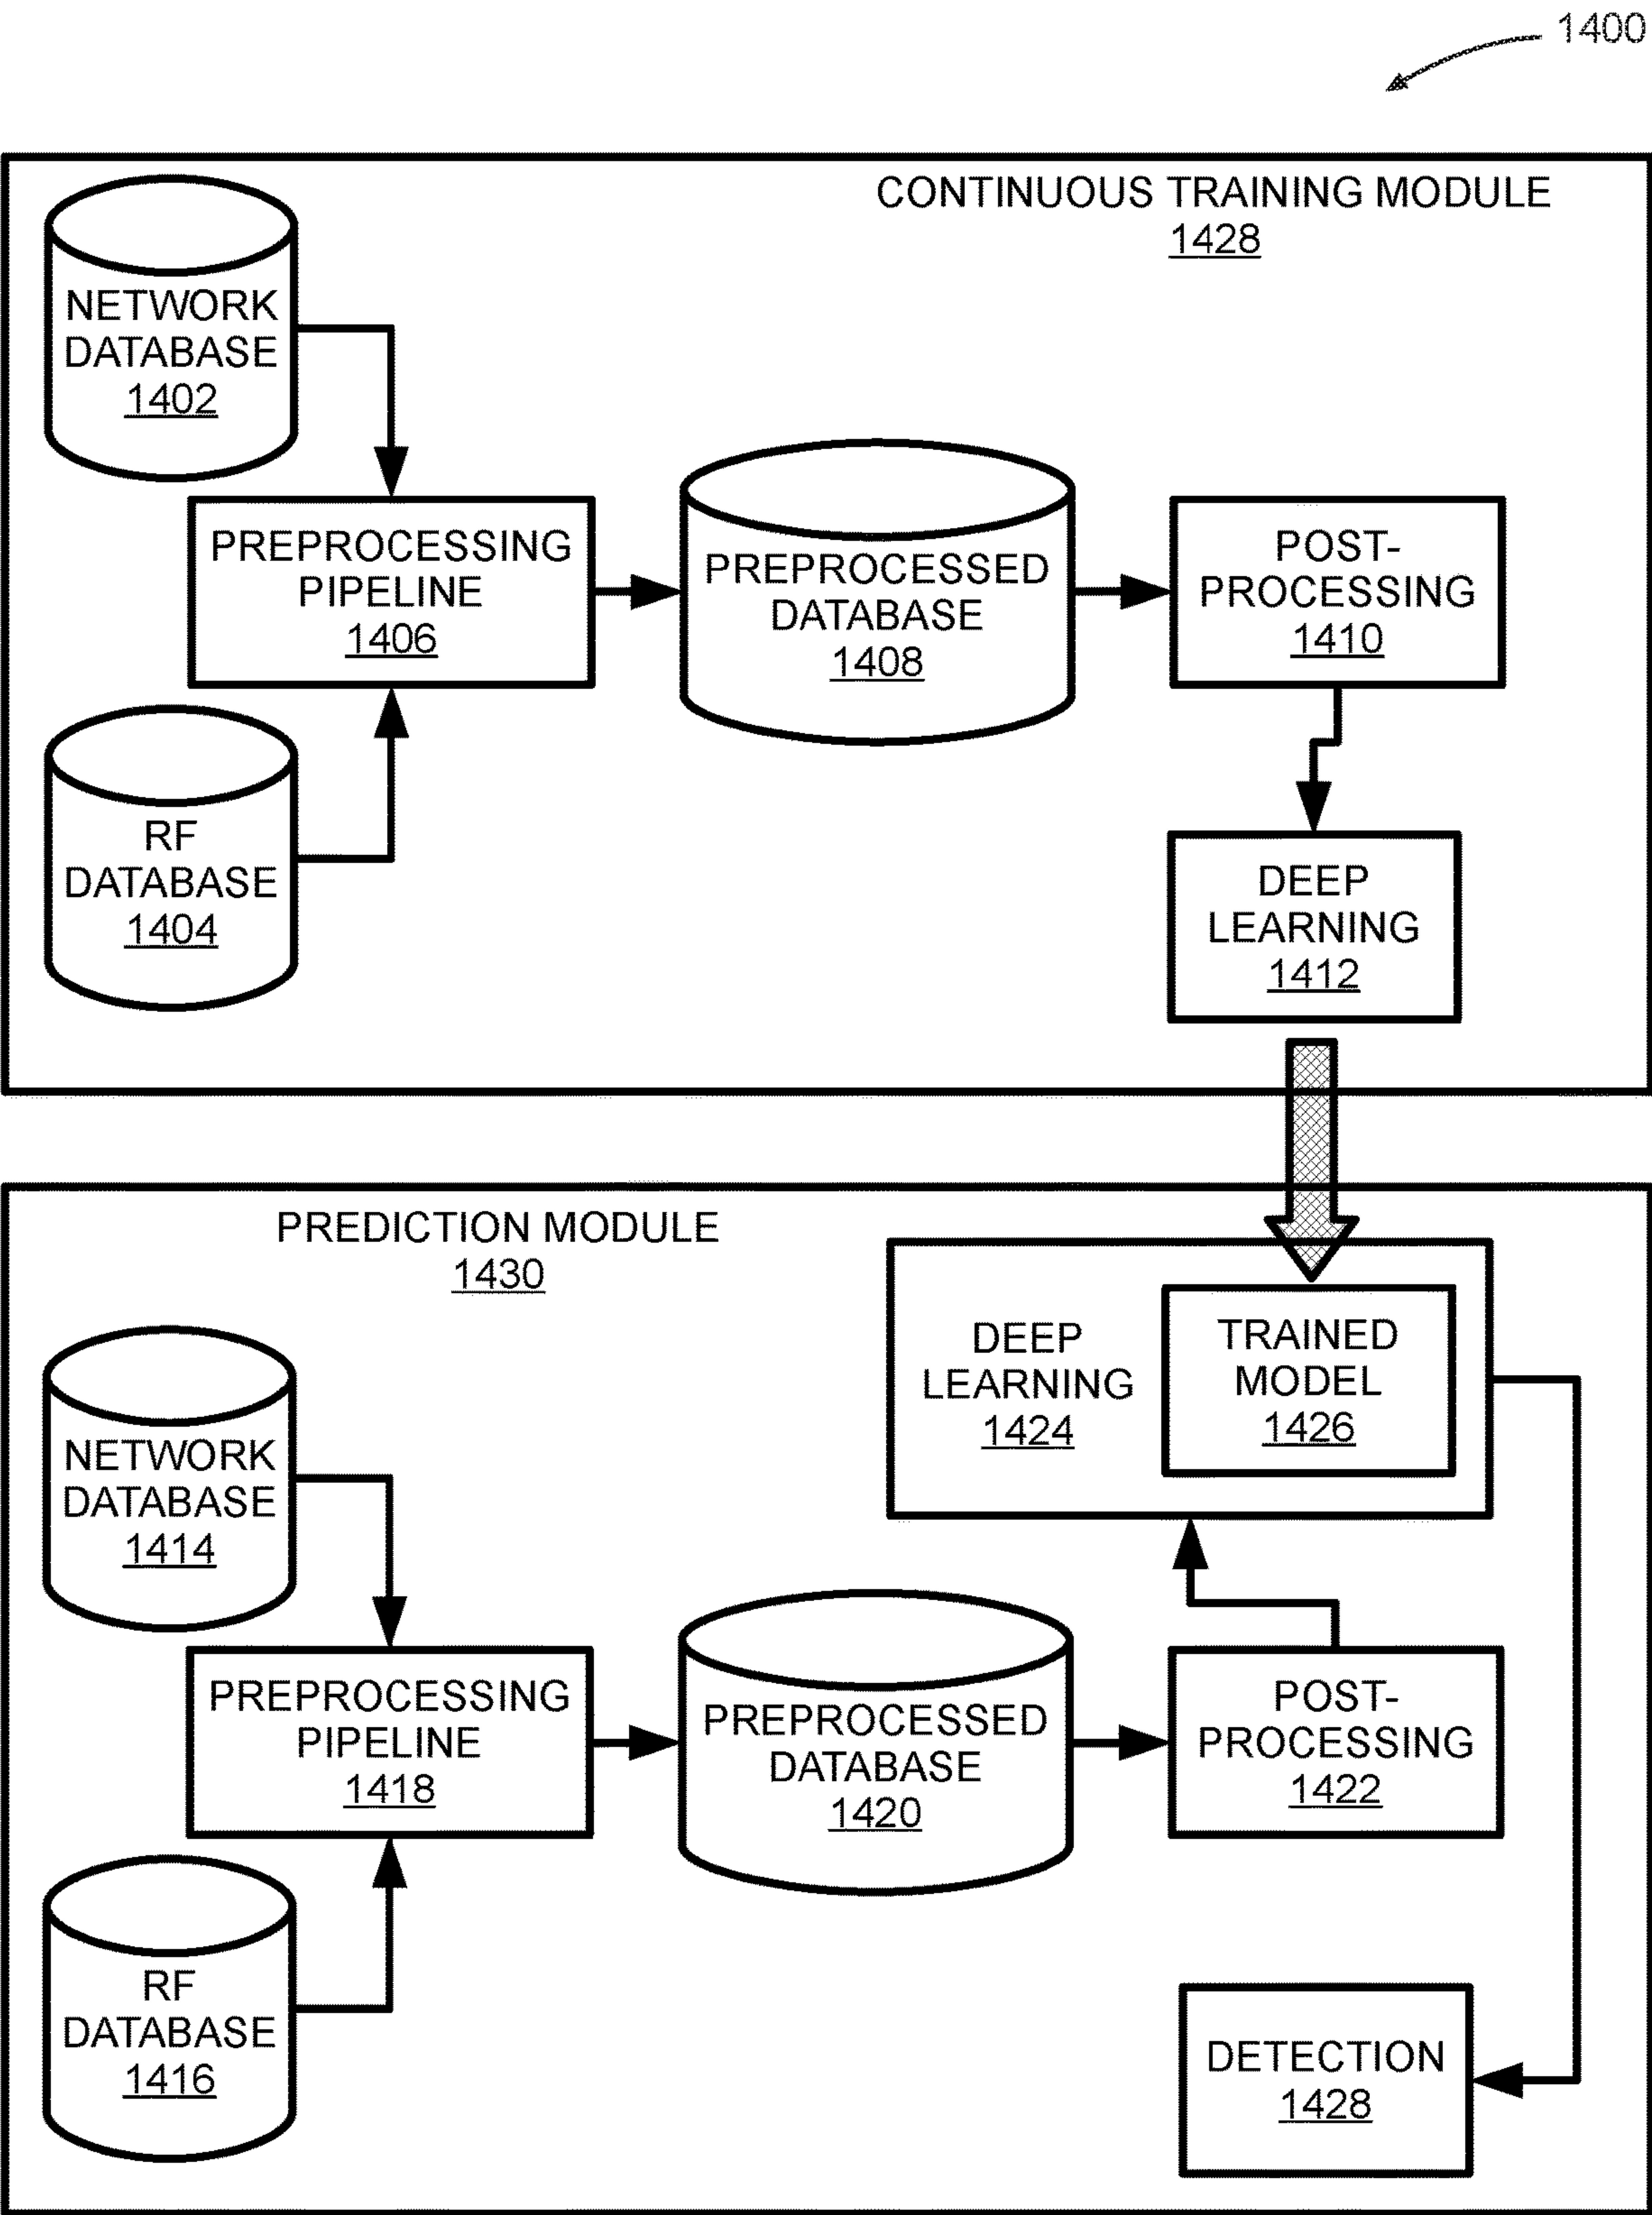 1400
CONTINUOUS TRAINING MODULE
1428
NETWORK
DATABASE
1402
PREPROCESSING
PIPELINE
1406
PREPROCESSED
DATABASE
1408
POST-
PROCESSING
1410
RF
DATABASE
1404
DEEP
LEARNING
1412
PREDICTION MODULE
1430
DEEP
LEARNING
1424
TRAINED
MODEL
1426
NETWORK
DATABASE
1414
PREPROCESSING
PIPELINE
1418
PREPROCESSED
DATABASE
1420
POST-
PROCESSING
1422
RF
DATABASE
1416
DETECTION
1428